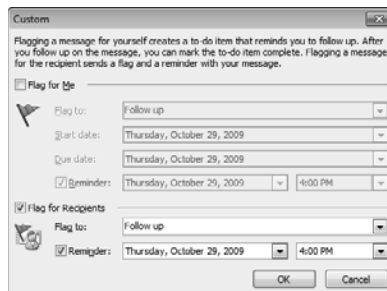 Custom
Flagging a message for yourself creates a to-do item that reminds you to follow up. After
you follow up on the message, you can mark the to-do item complete. Flagging a message
for the recipient sends a flag and a reminder with your message.
Flag for Me
Flag to: Follow up
Start date: Thursday, October 29, 2009
Due date: Thursday, October 29, 2009
Reminder: Thursday, October 29, 2009 4:00 PM
Flag for Recipients
Flag to: Follow up
Reminder: Thursday, October 29, 2009 4:00 PM
OK Cancel